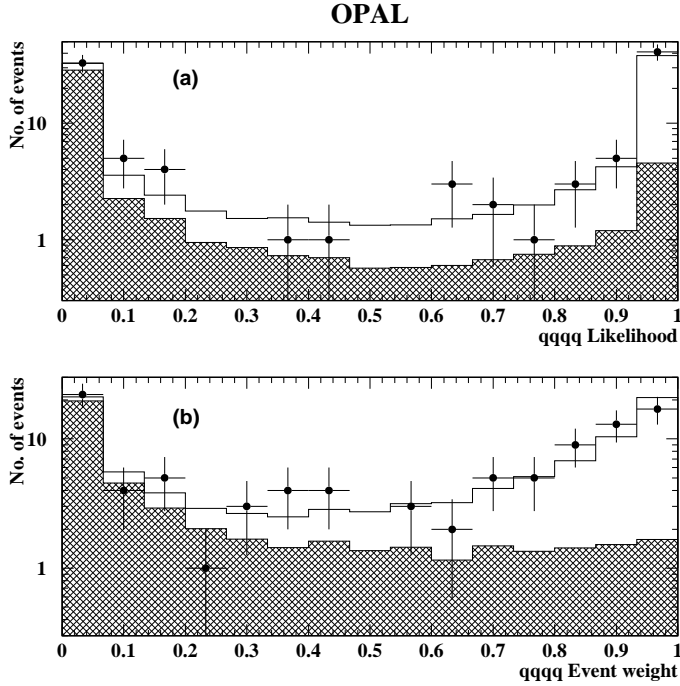 OPAL
No. of events
(a)
10
1
0 0.1 0.2 0.3 0.4 0.5 0.6 0.7 0.8 0.9 1
qqqq Likelihood
No. of events
(b)
10
1
0 0.1 0.2 0.3 0.4 0.5 0.6 0.7 0.8 0.9 1
qqqq Event weight